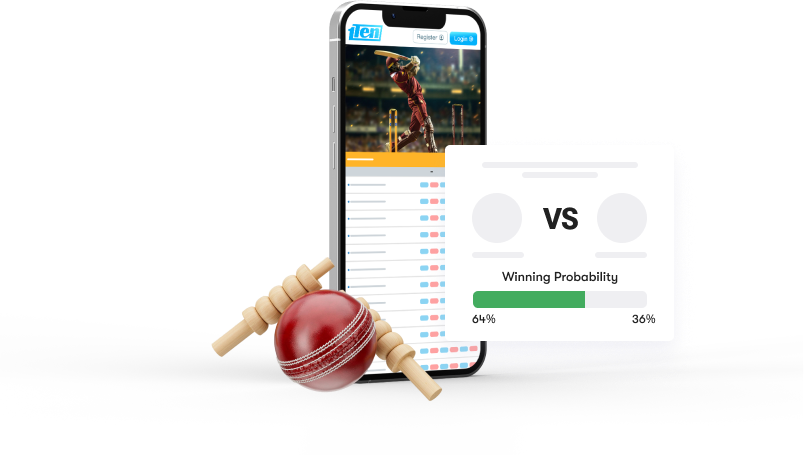 1Ten
Register
Login
VS
Winning Probability
64%
36%